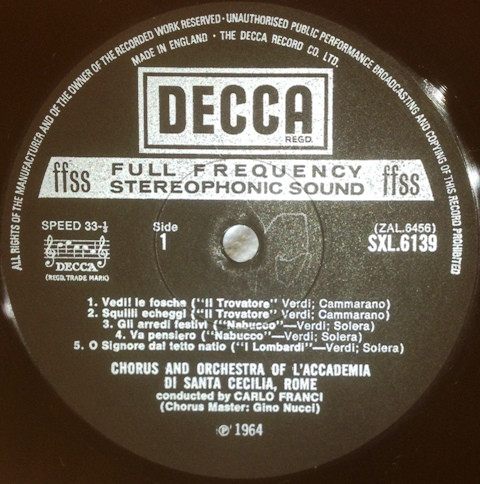 ALL RIGHTS OF THE MANUFACTURER AND OF THE OWNER OF THE RECORDED WORK RESERVED · UNAUTHORISED PUBLIC PERFORMANCE BROADCASTING AND COPYING OF THIS RECORD PROHIBITED
MADE IN ENGLAND · THE DECCA RECORD CO. LTD.
DECCA
REGD.
ffss FULL FREQUENCY STEREOPHONIC SOUND ffss
SPEED 33-⅓
Side
1
(ZAL.6456)
SXL.6139
DECCA
(REGD. TRADE MARK)
1. Vedi! le fosche ("Il Trovatore" Verdi; Cammarano)
2. Squilli echeggi ("Il Trovatore" Verdi; Cammarano)
3. Gli arredi festivi ("Nabucco"—Verdi; Solera)
4. Va pensiero ("Nabucco"—Verdi; Solera)
5. O Signore dal tetto natio ("I Lombardi"—Verdi; Solera)
CHORUS AND ORCHESTRA OF L'ACCADEMIA
DI SANTA CECILIA, ROME
conducted by CARLO FRANCI
(Chorus Master: Gino Nucci)
℗ 1964